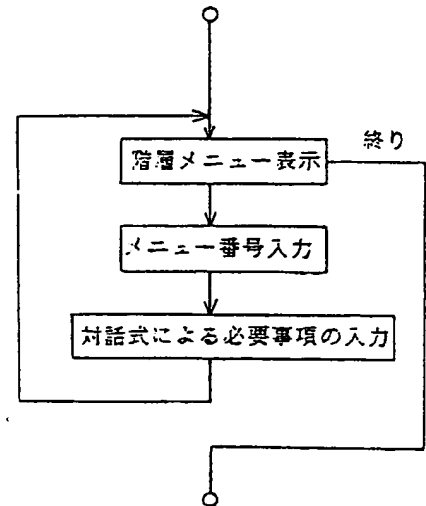 階層メニュー表示
終り
メニュー番号入力
対話式による必要事項の入力